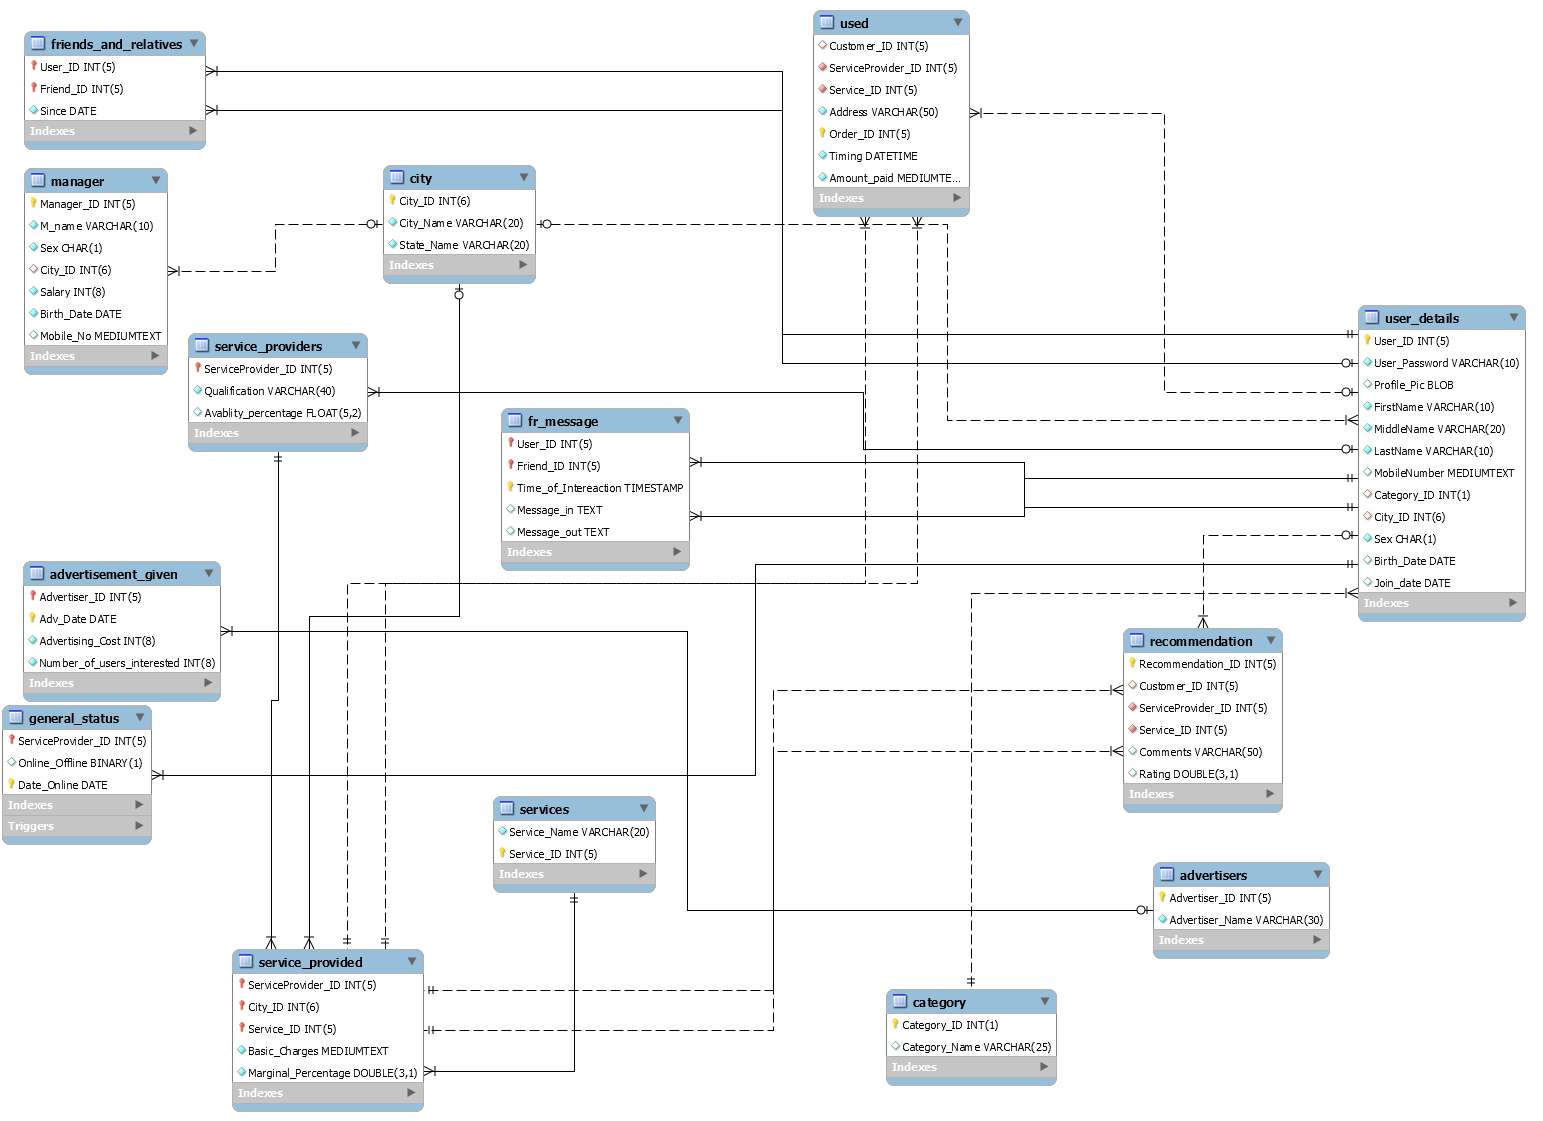 friends_and_relatives
User_ID INT(5)
Friend_ID INT(5)
Since DATE
Indexes
used
Customer_ID INT(5)
ServiceProvider_ID INT(5)
Service_ID INT(5)
Address VARCHAR(50)
Order_ID INT(5)
Timing DATETIME
Amount_paid MEDIUMTE...
Indexes
manager
Manager_ID INT(5)
M_name VARCHAR(10)
Sex CHAR(1)
City_ID INT(6)
Salary INT(8)
Birth_Date DATE
Mobile_No MEDIUMTEXT
Indexes
city
City_ID INT(6)
City_Name VARCHAR(20)
State_Name VARCHAR(20)
Indexes
service_providers
ServiceProvider_ID INT(5)
Qualification VARCHAR(40)
Avablity_percentage FLOAT(5,2)
Indexes
user_details
User_ID INT(5)
User_Password VARCHAR(10)
Profile_Pic BLOB
FirstName VARCHAR(10)
MiddleName VARCHAR(20)
LastName VARCHAR(10)
MobileNumber MEDIUMTEXT
Category_ID INT(1)
City_ID INT(6)
Sex CHAR(1)
Birth_Date DATE
Join_date DATE
Indexes
fr_message
User_ID INT(5)
Friend_ID INT(5)
Time_of_Intereaction TIMESTAMP
Message_in TEXT
Message_out TEXT
Indexes
advertisement_given
Advertiser_ID INT(5)
Adv_Date DATE
Advertising_Cost INT(8)
Number_of_users_interested INT(8)
Indexes
general_status
ServiceProvider_ID INT(5)
Online_Offline BINARY(1)
Date_Online DATE
Indexes
Triggers
recommendation
Recommendation_ID INT(5)
Customer_ID INT(5)
ServiceProvider_ID INT(5)
Service_ID INT(5)
Comments VARCHAR(50)
Rating DOUBLE(3,1)
Indexes
services
Service_Name VARCHAR(20)
Service_ID INT(5)
Indexes
advertisers
Advertiser_ID INT(5)
Advertiser_Name VARCHAR(30)
Indexes
service_provided
ServiceProvider_ID INT(5)
City_ID INT(6)
Service_ID INT(5)
Basic_Charges MEDIUMTEXT
Marginal_Percentage DOUBLE(3,1)
Indexes
category
Category_ID INT(1)
Category_Name VARCHAR(25)
Indexes